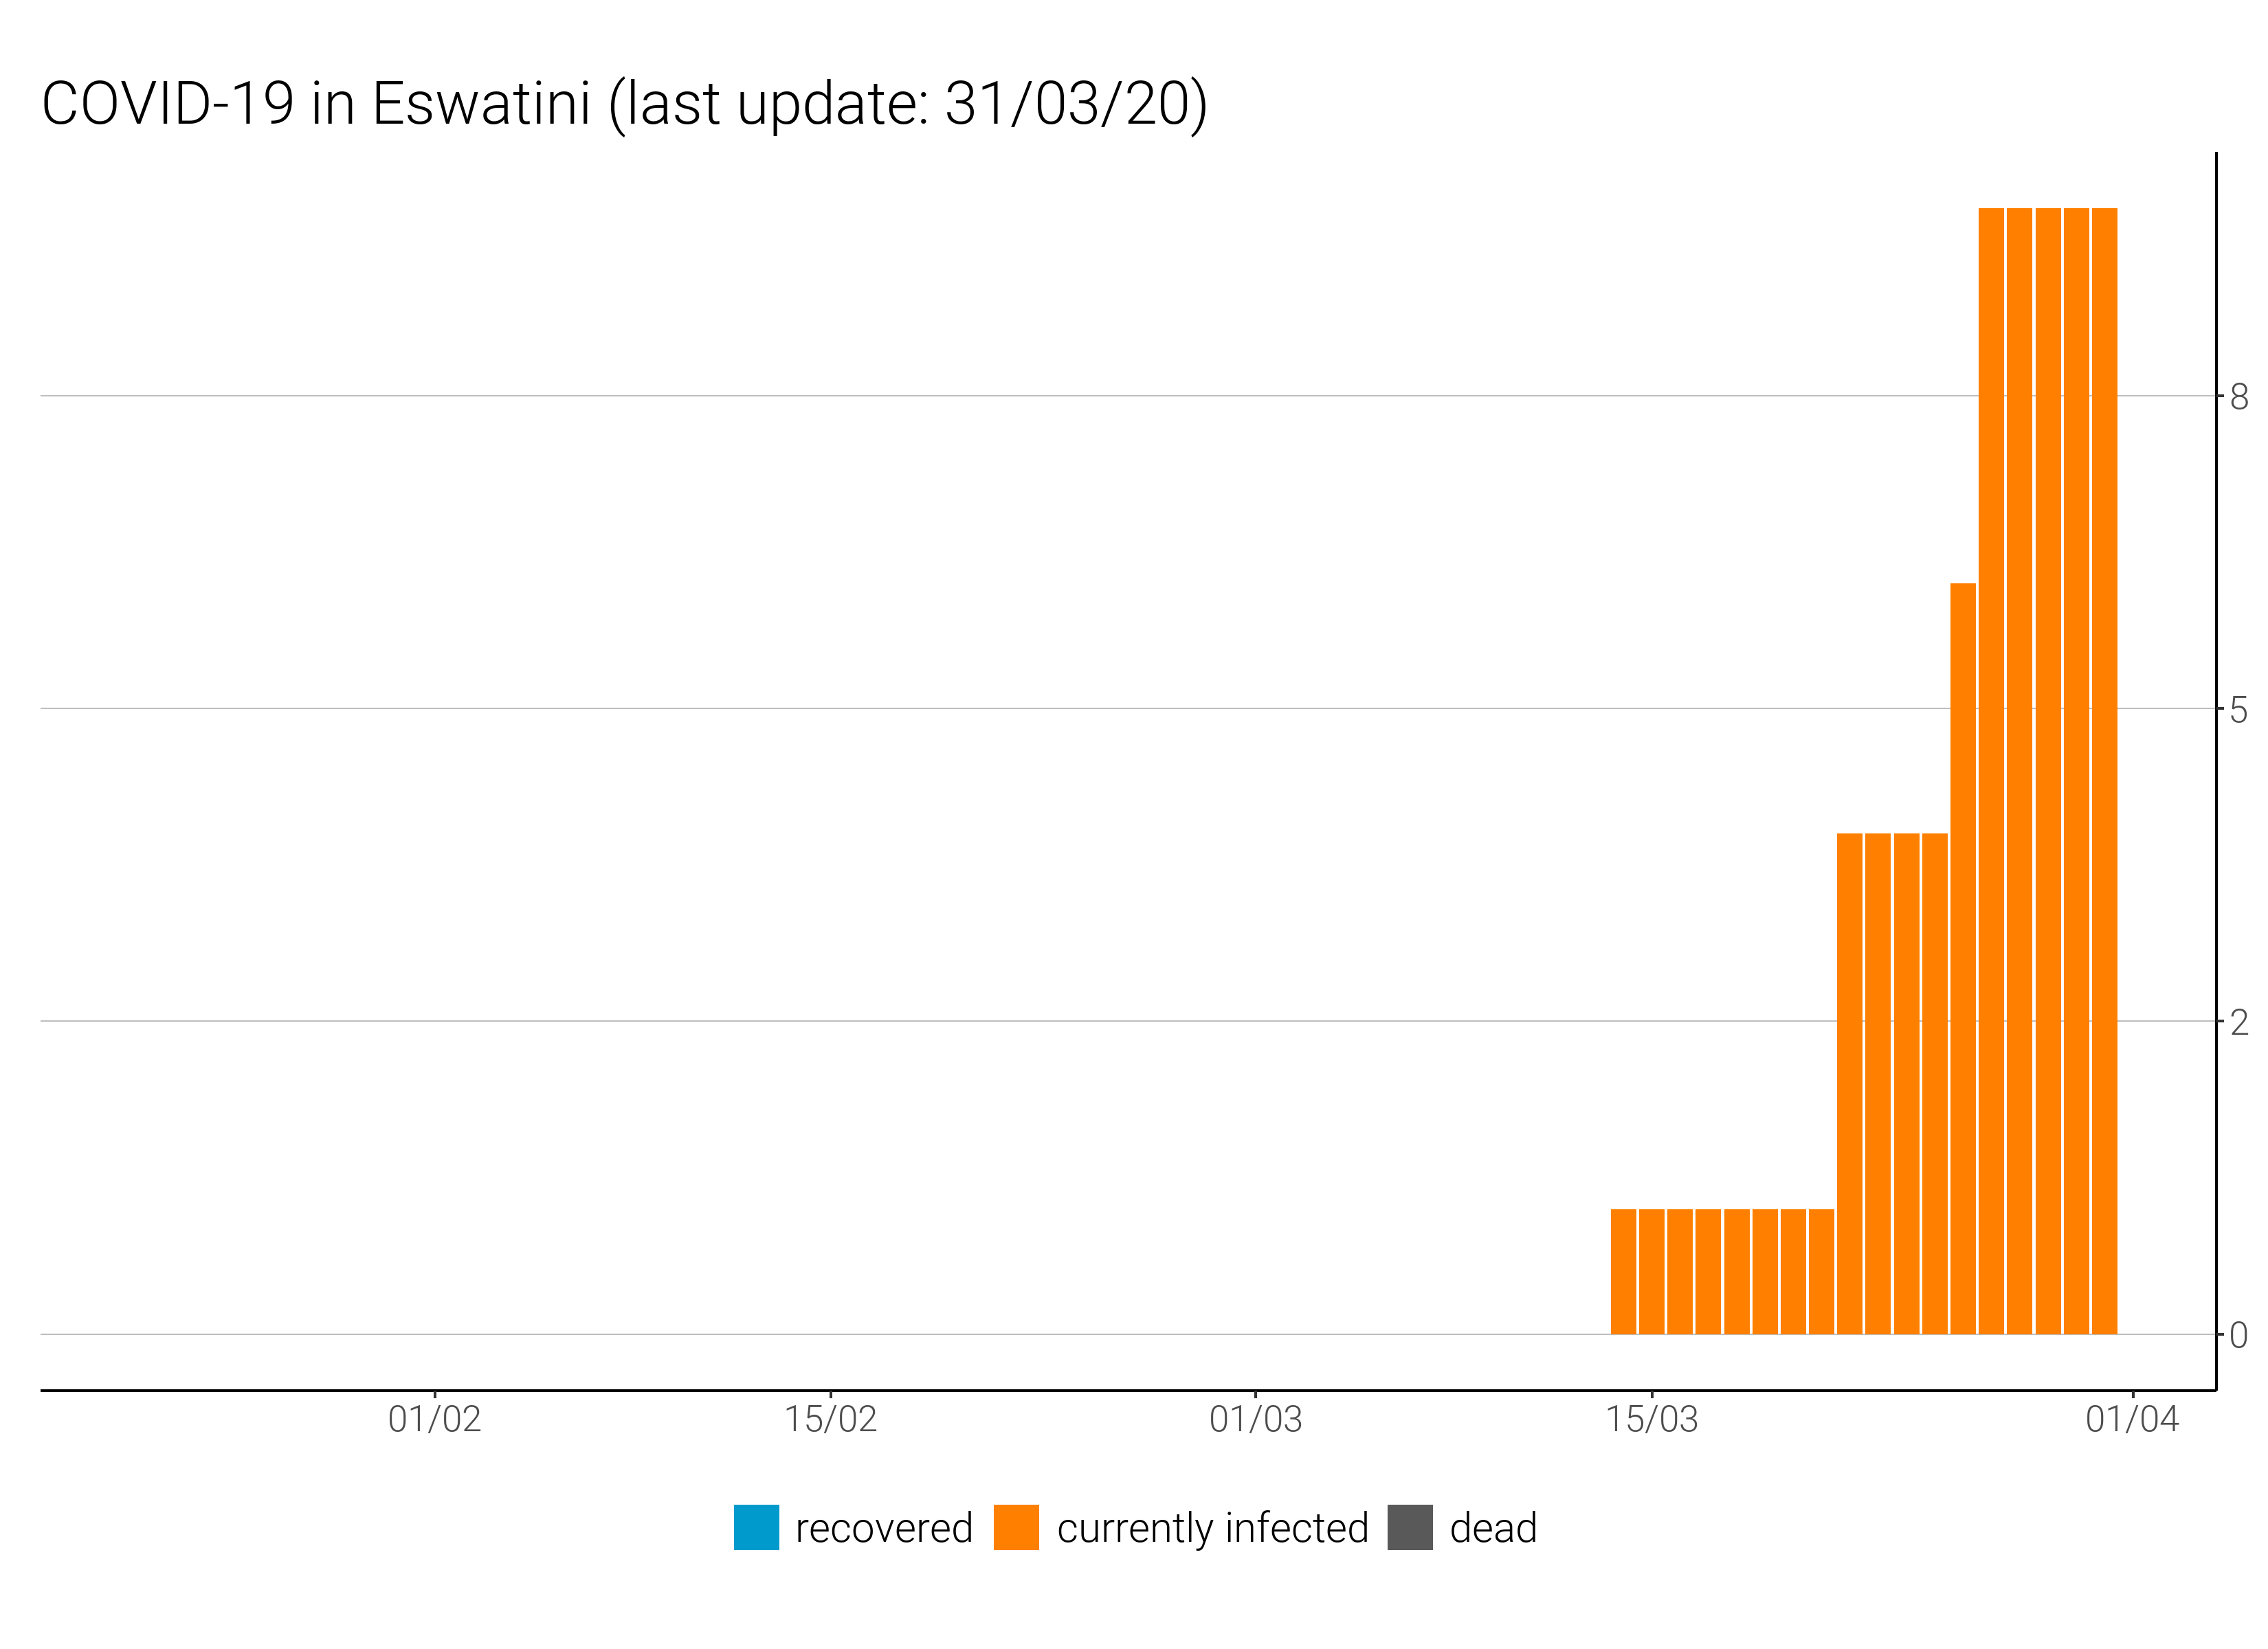 COVID-19 in Eswatini (last update: 31/03/20)
8
5
2
0
01/02 15/02 01/03 15/03 01/04
recovered currently infected dead